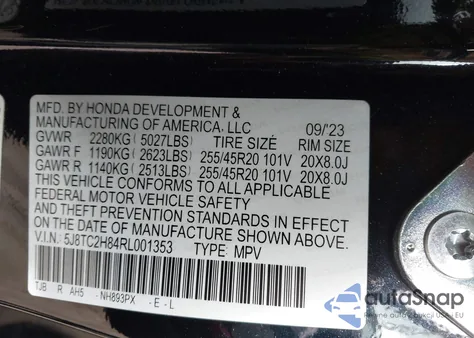 MFD. BY HONDA DEVELOPMENT &
MANUFACTURING OF AMERICA, LLC 09/'23
GVWR 2280KG(5027LBS) TIRE SIZE RIM SIZE
GAWR F 1190KG(2623LBS) 255/45R20 101V 20X8.0J
GAWR R 1140KG(2513LBS) 255/45R20 101V 20X8.0J
THIS VEHICLE CONFORMS TO ALL APPLICABLE
FEDERAL MOTOR VEHICLE SAFETY
STANDARDS IN EFFECT
ON THE DATE OF MANUFACTURE SHOWN ABOVE.
V.I.N.: 5J8TC2H84RL001353 TYPE: MPV
TJB R AH5 NH893PX -E-L
autoSnap